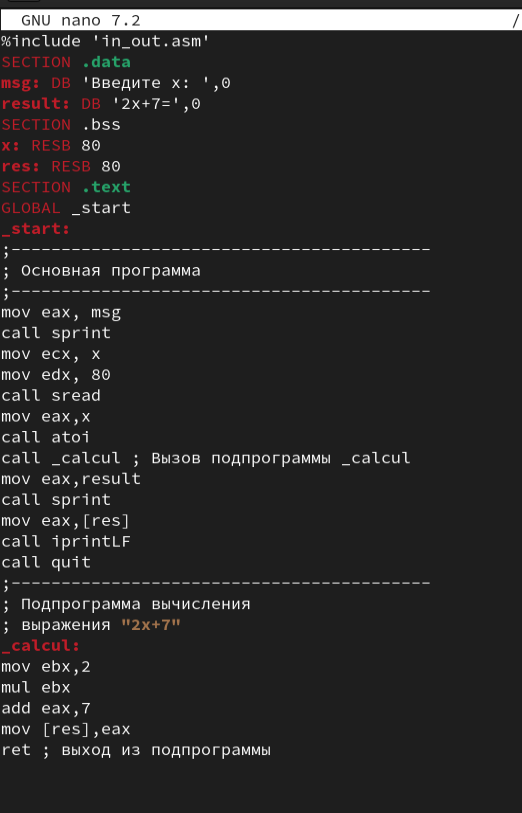 GNU nano 7.2 /
%include 'in_out.asm'
SECTION .data
msg: DB 'Введите x: ',0
result: DB '2x+7=',0
SECTION .bss
x: RESB 80
res: RESB 80
SECTION .text
GLOBAL _start
_start:
;------------------------------------------
; Основная программа
;------------------------------------------
mov eax, msg
call sprint
mov ecx, x
mov edx, 80
call sread
mov eax,x
call atoi
call _calcul ; Вызов подпрограммы _calcul
mov eax,result
call sprint
mov eax,[res]
call iprintLF
call quit
;------------------------------------------
; Подпрограмма вычисления
; выражения "2x+7"
_calcul:
mov ebx,2
mul ebx
add eax,7
mov [res],eax
ret ; выход из подпрограммы